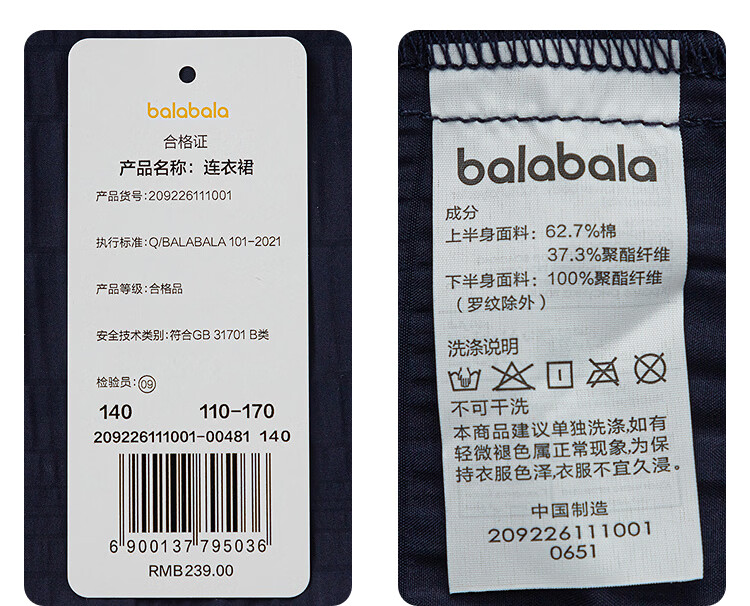 balabala
合格证
产品名称：连衣裙
产品货号:209226111001
执行标准:Q/BALABALA 101-2021
产品等级:合格品
安全技术类别:符合GB 31701 B类
检验员:09
140 110-170
209226111001-00481 140
6 900137 795036
RMB239.00
balabala
成分
上半身面料：62.7%棉
37.3%聚酯纤维
下半身面料：100%聚酯纤维
（罗纹除外）
洗涤说明
不可干洗
本商品建议单独洗涤,如有
轻微褪色属正常现象,为保
持衣服色泽,衣服不宜久浸。
中国制造
209226111001
0651